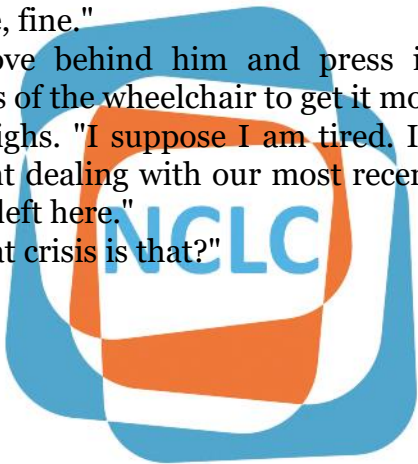 , fine."
ove behind him and press i
s of the wheelchair to get it mo
ighs. "I suppose I am tired. I
nt dealing with our most recen
left here."
at crisis is that?"
NCLC